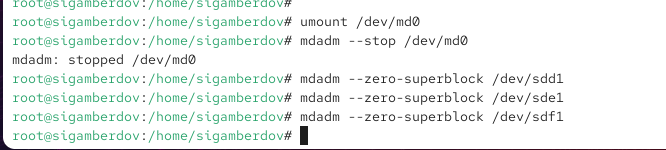 root@sigamberdov:/home/sigamberdov#
root@sigamberdov:/home/sigamberdov# umount /dev/md0
root@sigamberdov:/home/sigamberdov# mdadm --stop /dev/md0
mdadm: stopped /dev/md0
root@sigamberdov:/home/sigamberdov# mdadm --zero-superblock /dev/sdd1
root@sigamberdov:/home/sigamberdov# mdadm --zero-superblock /dev/sde1
root@sigamberdov:/home/sigamberdov# mdadm --zero-superblock /dev/sdf1
root@sigamberdov:/home/sigamberdov#